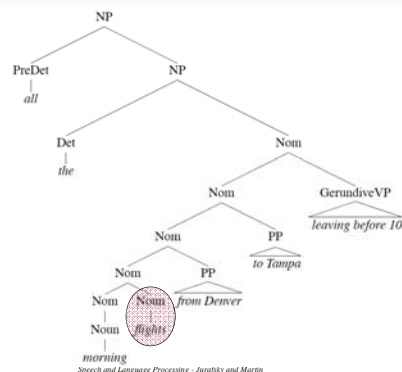 NP
PreDet NP
all
Det Nom
the
Nom GerundiveVP
leaving before 10
Nom PP
to Tampa
Nom PP
Nom Noun from Denver
Noun flights
morning
Speech and Language Processing - Jurafsky and Martin